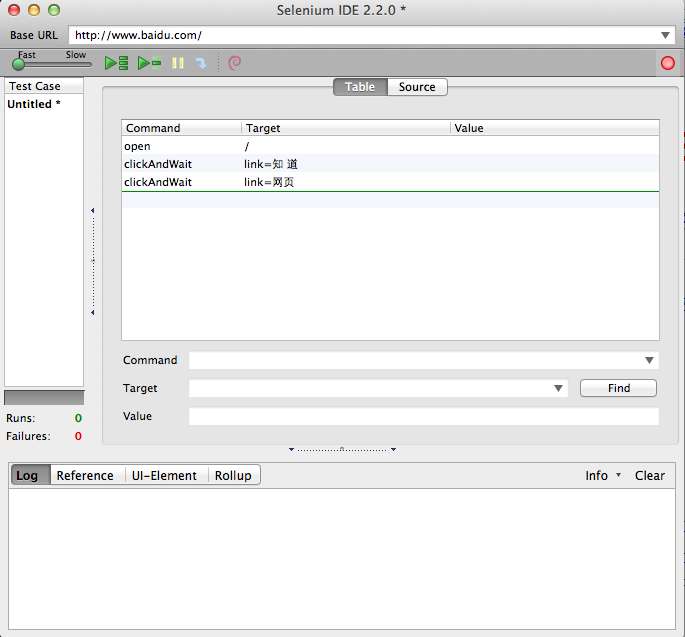 Selenium IDE 2.2.0 *
Base URL http://www.baidu.com/
Fast Slow
Test Case
Untitled *
Table Source
Command Target Value
open /
clickAndWait link=知 道
clickAndWait link=网页
Command
Target Find
Value
Runs: 0
Failures: 0
Log Reference UI-Element Rollup Info Clear